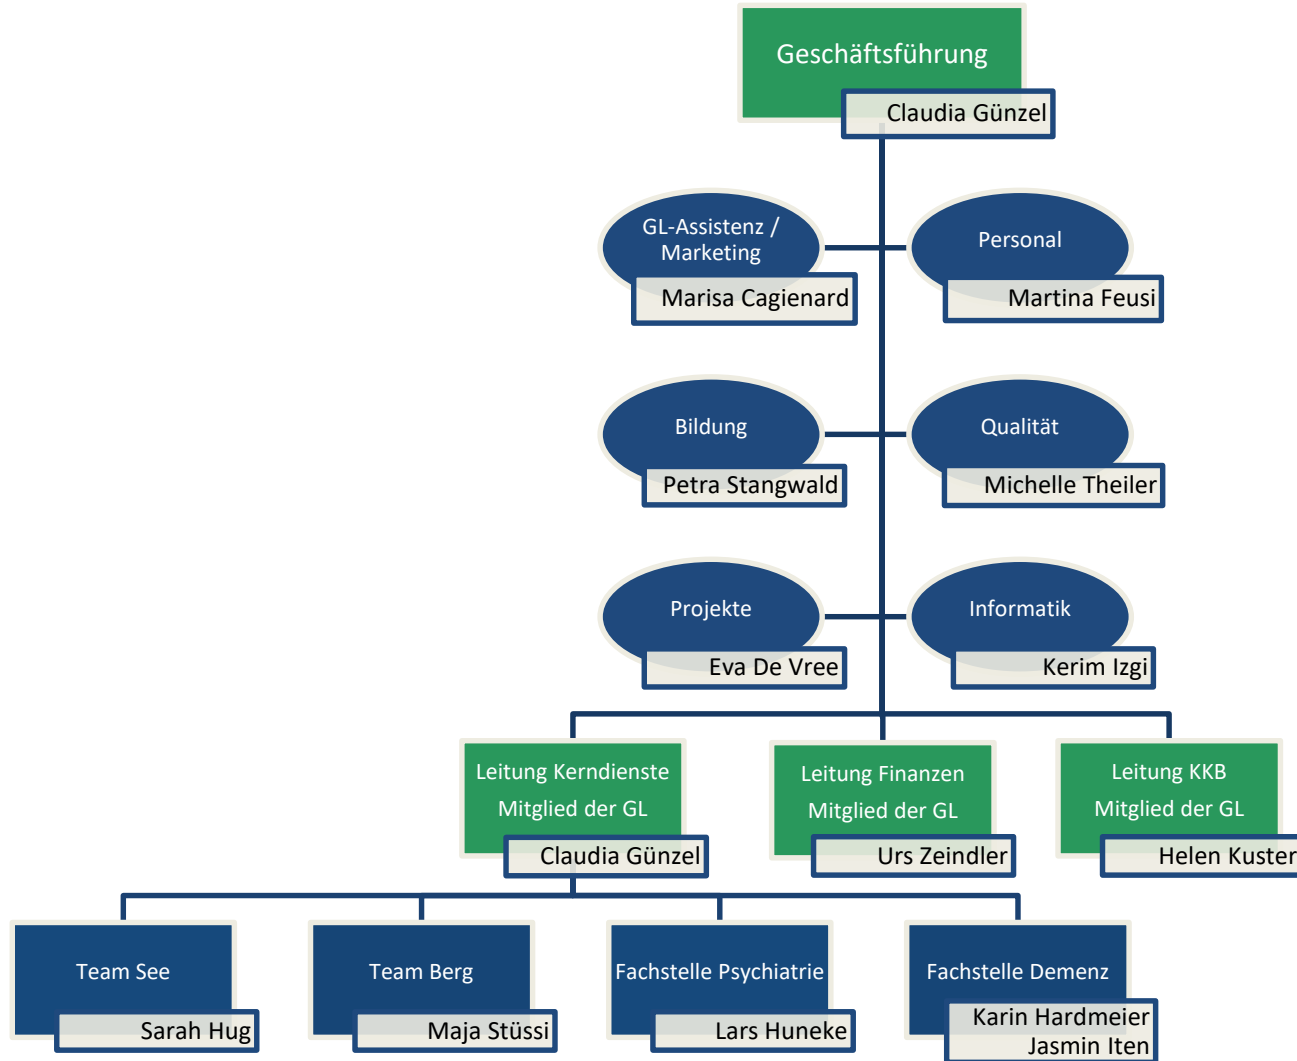 Geschäftsführung
Claudia Günzel
GL-Assistenz /
Marketing
Marisa Cagienard
Personal
Martina Feusi
Bildung
Petra Stangwald
Qualität
Michelle Theiler
Projekte
Eva De Vree
Informatik
Kerim Izgi
Leitung Kerndienste
Mitglied der GL
Claudia Günzel
Leitung Finanzen
Mitglied der GL
Urs Zeindler
Leitung KKB
Mitglied der GL
Helen Kuster
Team See
Sarah Hug
Team Berg
Maja Stüssi
Fachstelle Psychiatrie
Lars Huneke
Fachstelle Demenz
Karin Hardmeier
Jasmin Iten